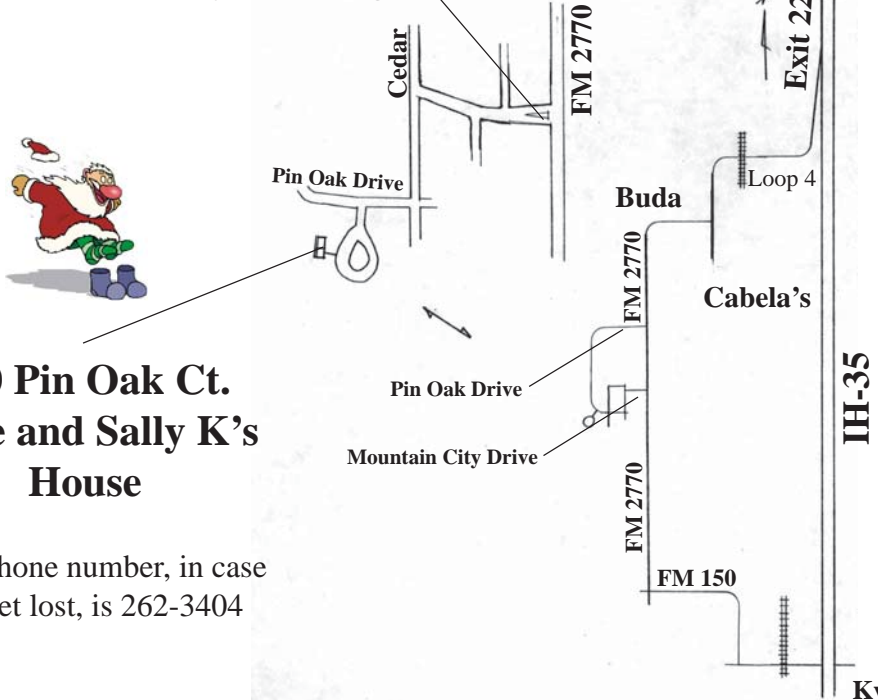 Cedar
FM 2770
Exit 22
Pin Oak Drive
Loop 4
Buda
FM 2770
Cabela's
Pin Oak Ct.
and Sally K's
House
Pin Oak Drive
IH-35
Mountain City Drive
FM 2770
hone number, in case
et lost, is 262-3404
FM 150